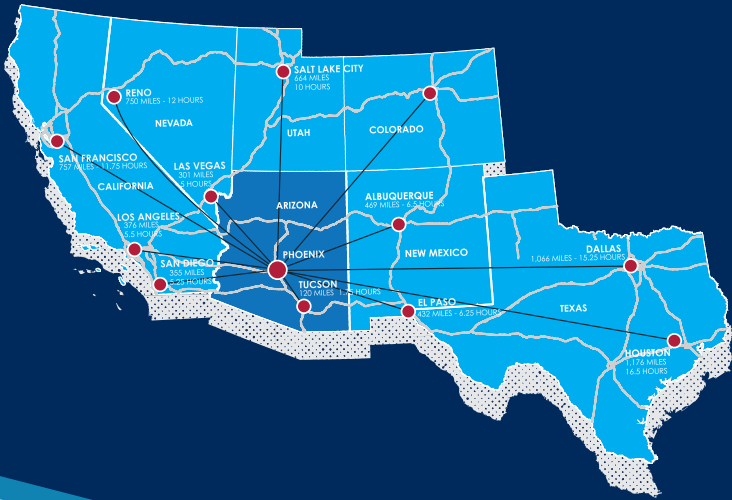 SALT LAKE CITY
664 MILES
10 HOURS
RENO
750 MILES - 12 HOURS
NEVADA
UTAH
COLORADO
SAN FRANCISCO
757 MILES - 11.75 HOURS
CALIFORNIA
LAS VEGAS
301 MILES
5 HOURS
ARIZONA
ALBUQUERQUE
469 MILES - 6.5 HOURS
LOS ANGELES
376 MILES
5.5 HOURS
PHOENIX
NEW MEXICO
DALLAS
1,066 MILES - 15.25 HOURS
SAN DIEGO
355 MILES
5.25 HOURS
TUCSON
120 MILES 1.75 HOURS
EL PASO
432 MILES - 6.25 HOURS
TEXAS
HOUSTON
1,176 MILES
16.5 HOURS